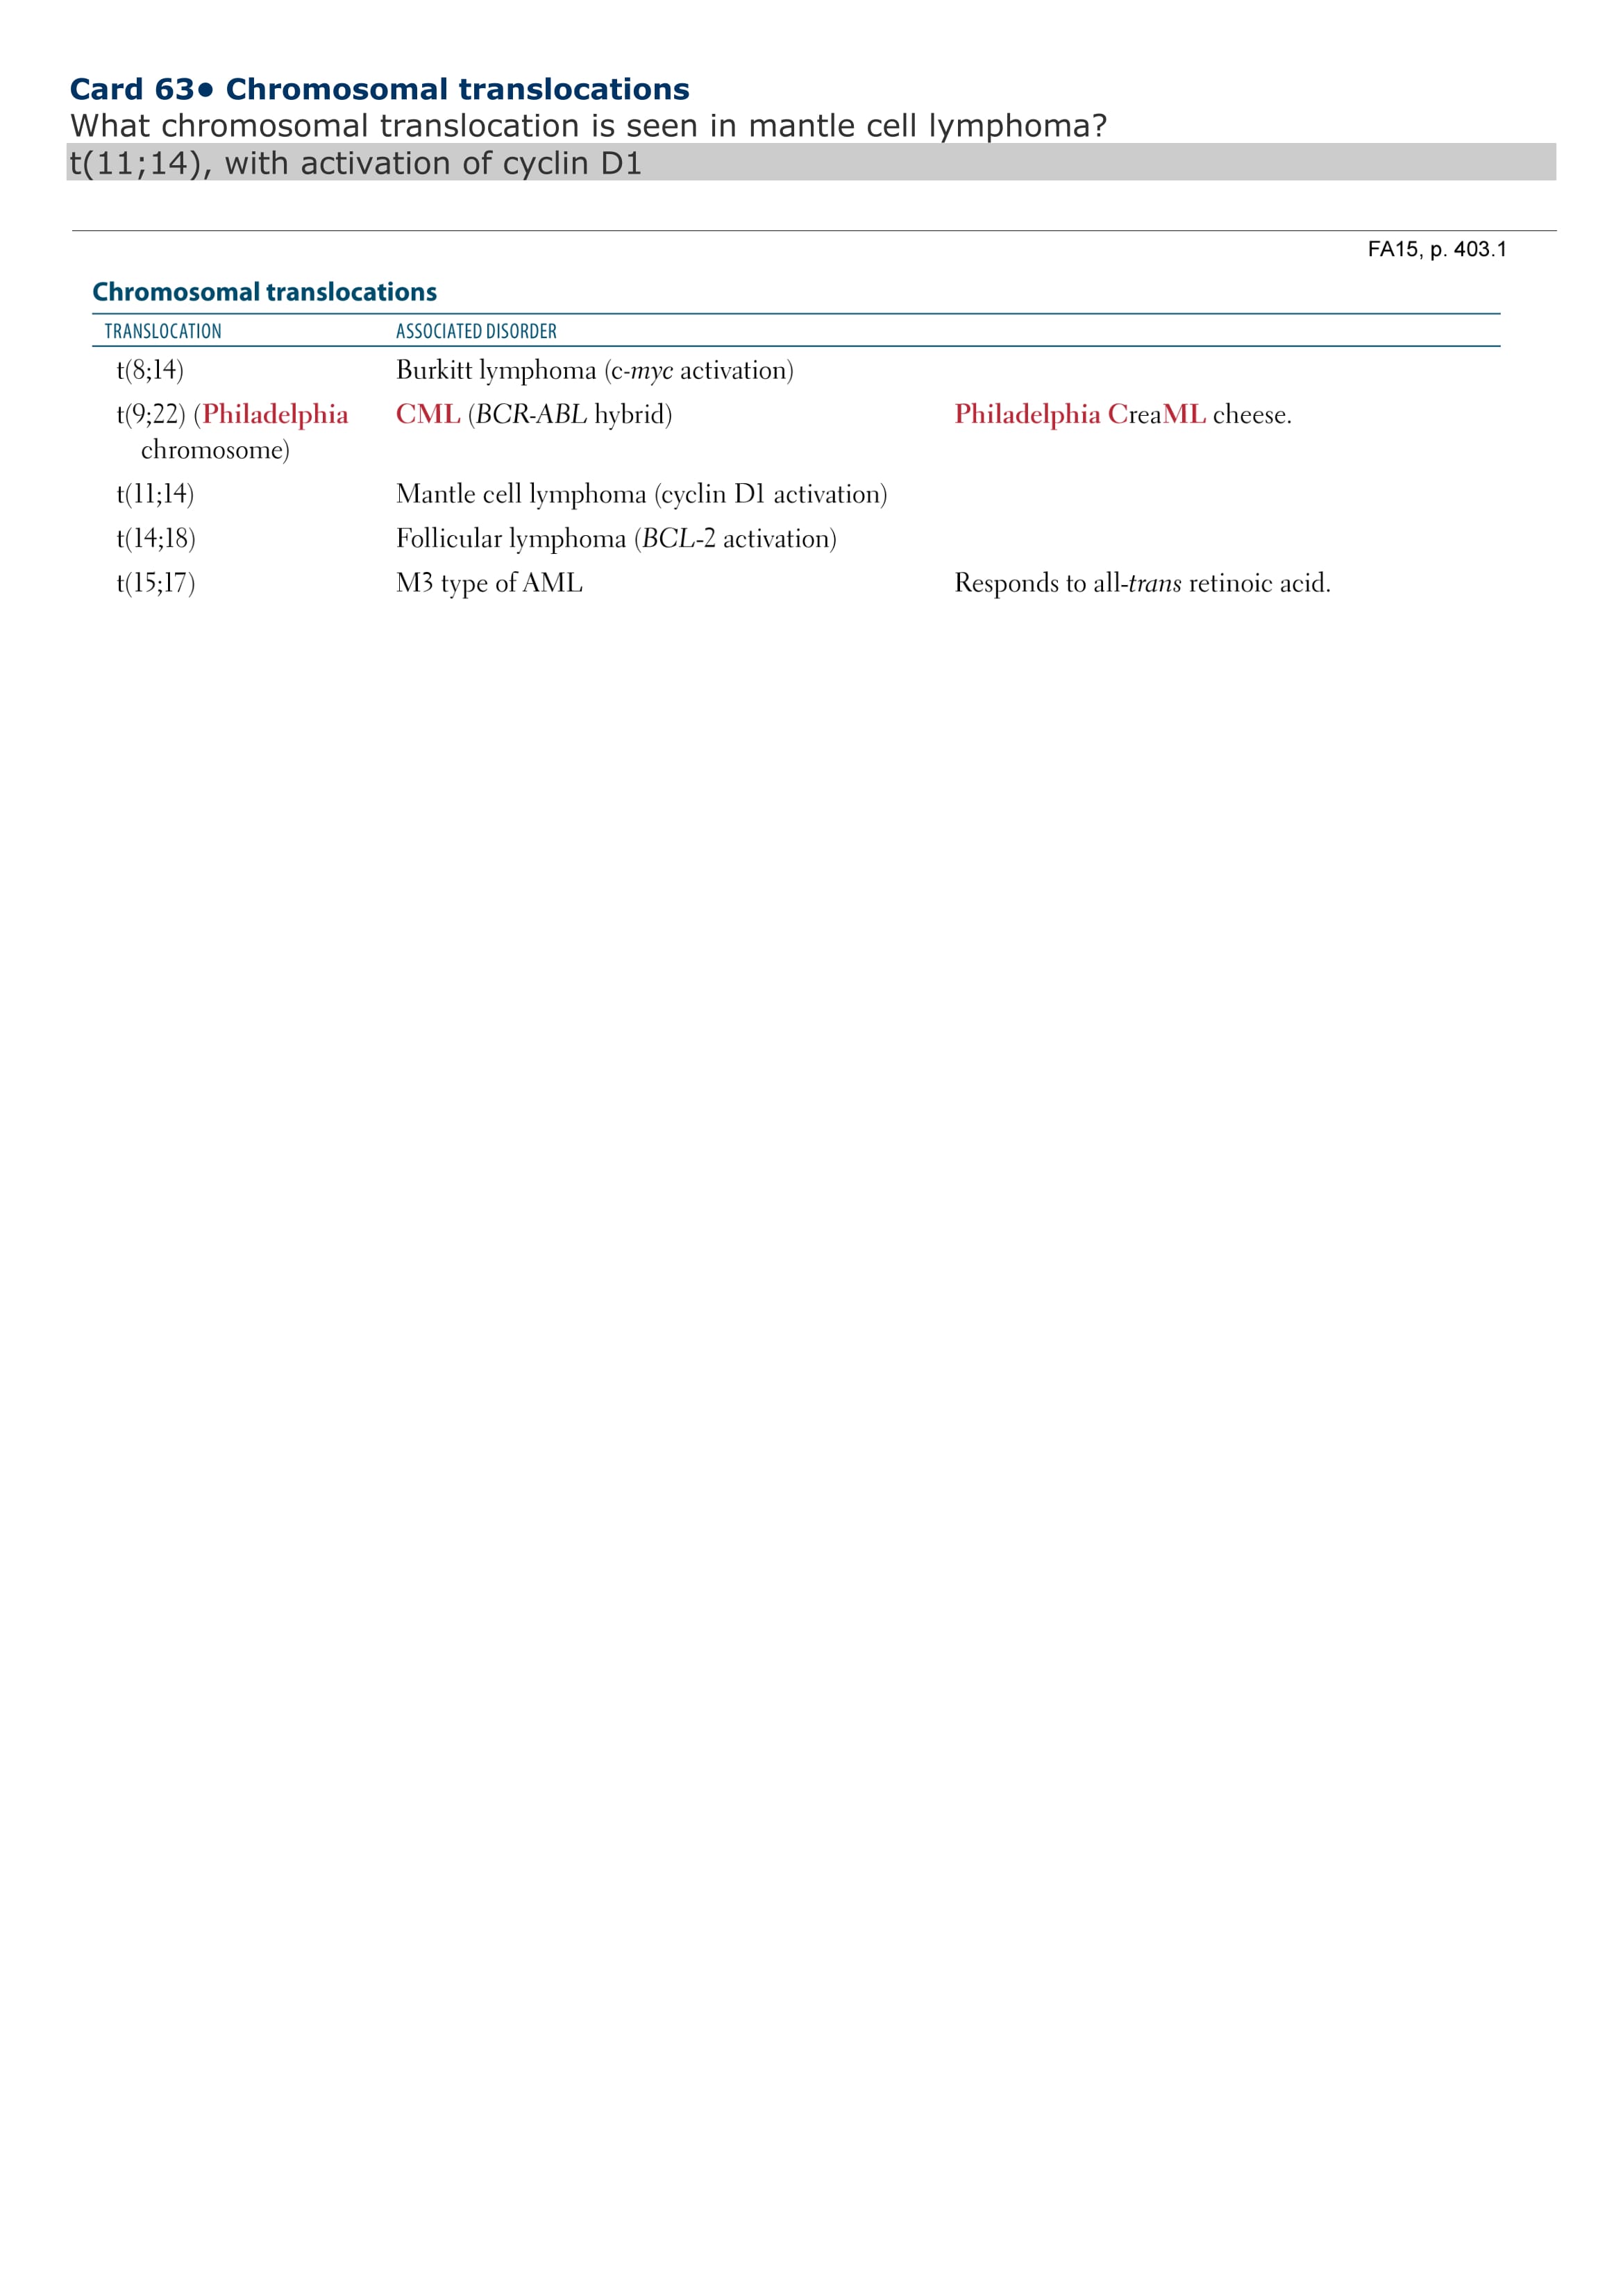 Card 63● Chromosomal translocations
What chromosomal translocation is seen in mantle cell lymphoma?
t(11;14), with activation of cyclin D1
FA15, p. 403.1
Chromosomal translocations
TRANSLOCATION ASSOCIATED DISORDER
t(8;14) Burkitt lymphoma (c-myc activation)
t(9;22) (Philadelphia CML (BCR-ABL hybrid) Philadelphia CreaML cheese.
chromosome)
t(11;14) Mantle cell lymphoma (cyclin D1 activation)
t(14;18) Follicular lymphoma (BCL-2 activation)
t(15;17) M3 type of AML Responds to all-trans retinoic acid.